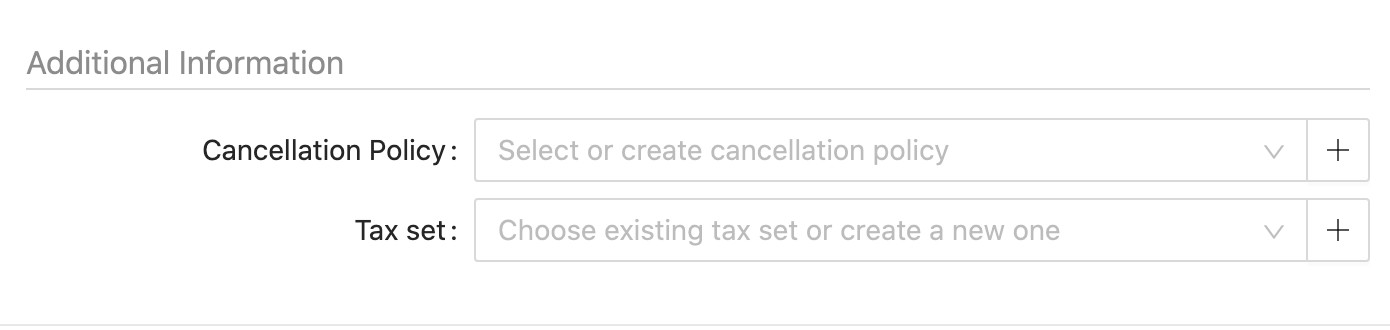 Additional Information
Cancellation Policy: Select or create cancellation policy
Tax set: Choose existing tax set or create a new one